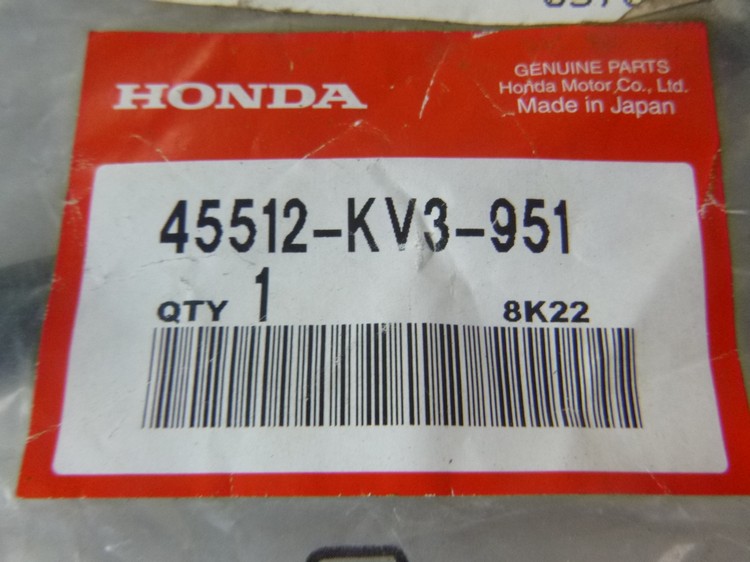 HONDA
GENUINE PARTS
Honda Motor Co., Ltd.
Made in Japan
45512-KV3-951
QTY 1
8K22